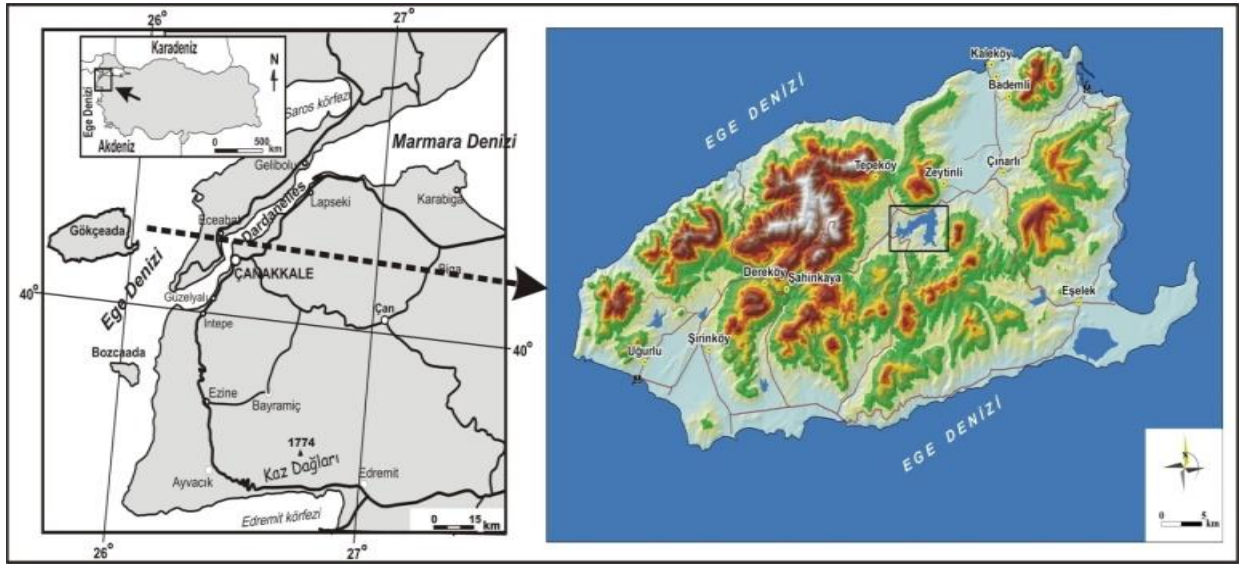 26°
27°
Karadeniz
N
Ege Denizi
Akdeniz
0 500
km
Saros körfezi
Marmara Denizi
Gelibolu
Dardanelles
Lapseki
Karabiga
Eceabat
Gökçeada
ÇANAKKALE
Biga
Ege Denizi
40°
Güzelyalı
İntepe
Çan
40°
Bozcaada
Ezine
Bayramiç
1774
Kaz Dağları
Ayvacık
Edremit
Edremit körfezi
0 15
km
26°
27°
Kaleköy
Bademli
EGE DENİZİ
Tepeköy
Çınarlı
Zeytinli
Dereköy
Şahinkaya
Eşelek
Şirinköy
Uğurlu
EGE DENİZİ
0 5
km